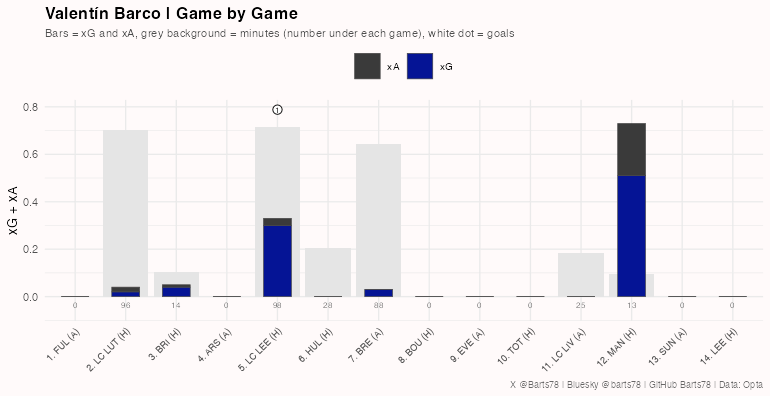 Valentín Barco | Game by Game
Bars = xG and xA, grey background = minutes (number under each game), white dot = goals
xA xG
xG + xA
0.8
0.6
0.4
0.2
0.0
1
0 96 14 0 98 28 88 0 0 0 25 13 0 0
1. FUL (A)
2. LC LUT (H)
3. BRI (H)
4. ARS (A)
5. LC LEE (H)
6. HUL (H)
7. BRE (A)
8. BOU (H)
9. EVE (A)
10. TOT (H)
11. LC LIV (A)
12. MAN (H)
13. SUN (A)
14. LEE (H)
X @Barts78 | Bluesky @barts78 | GitHub Barts78 | Data: Opta